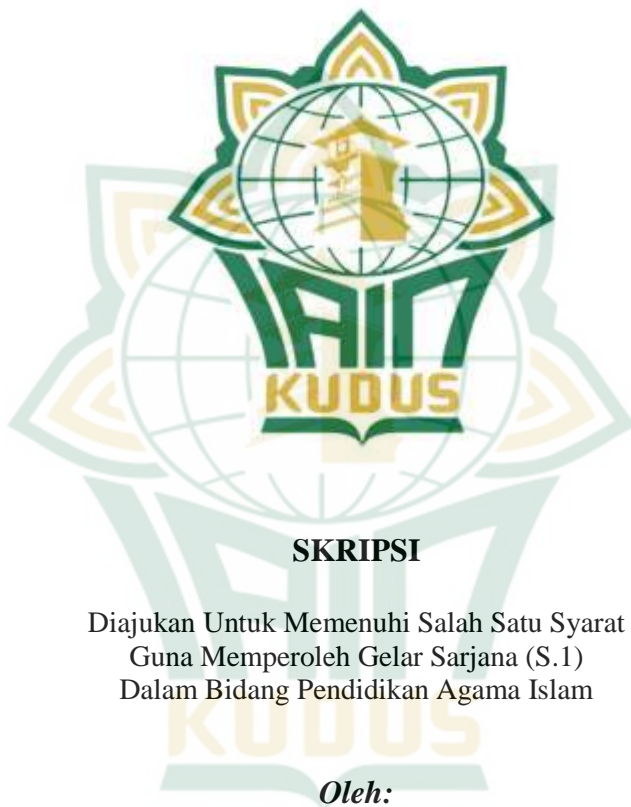 IAIN
KUDUS
SKRIPSI
Diajukan Untuk Memenuhi Salah Satu Syarat
Guna Memperoleh Gelar Sarjana (S.1)
Dalam Bidang Pendidikan Agama Islam
Oleh: